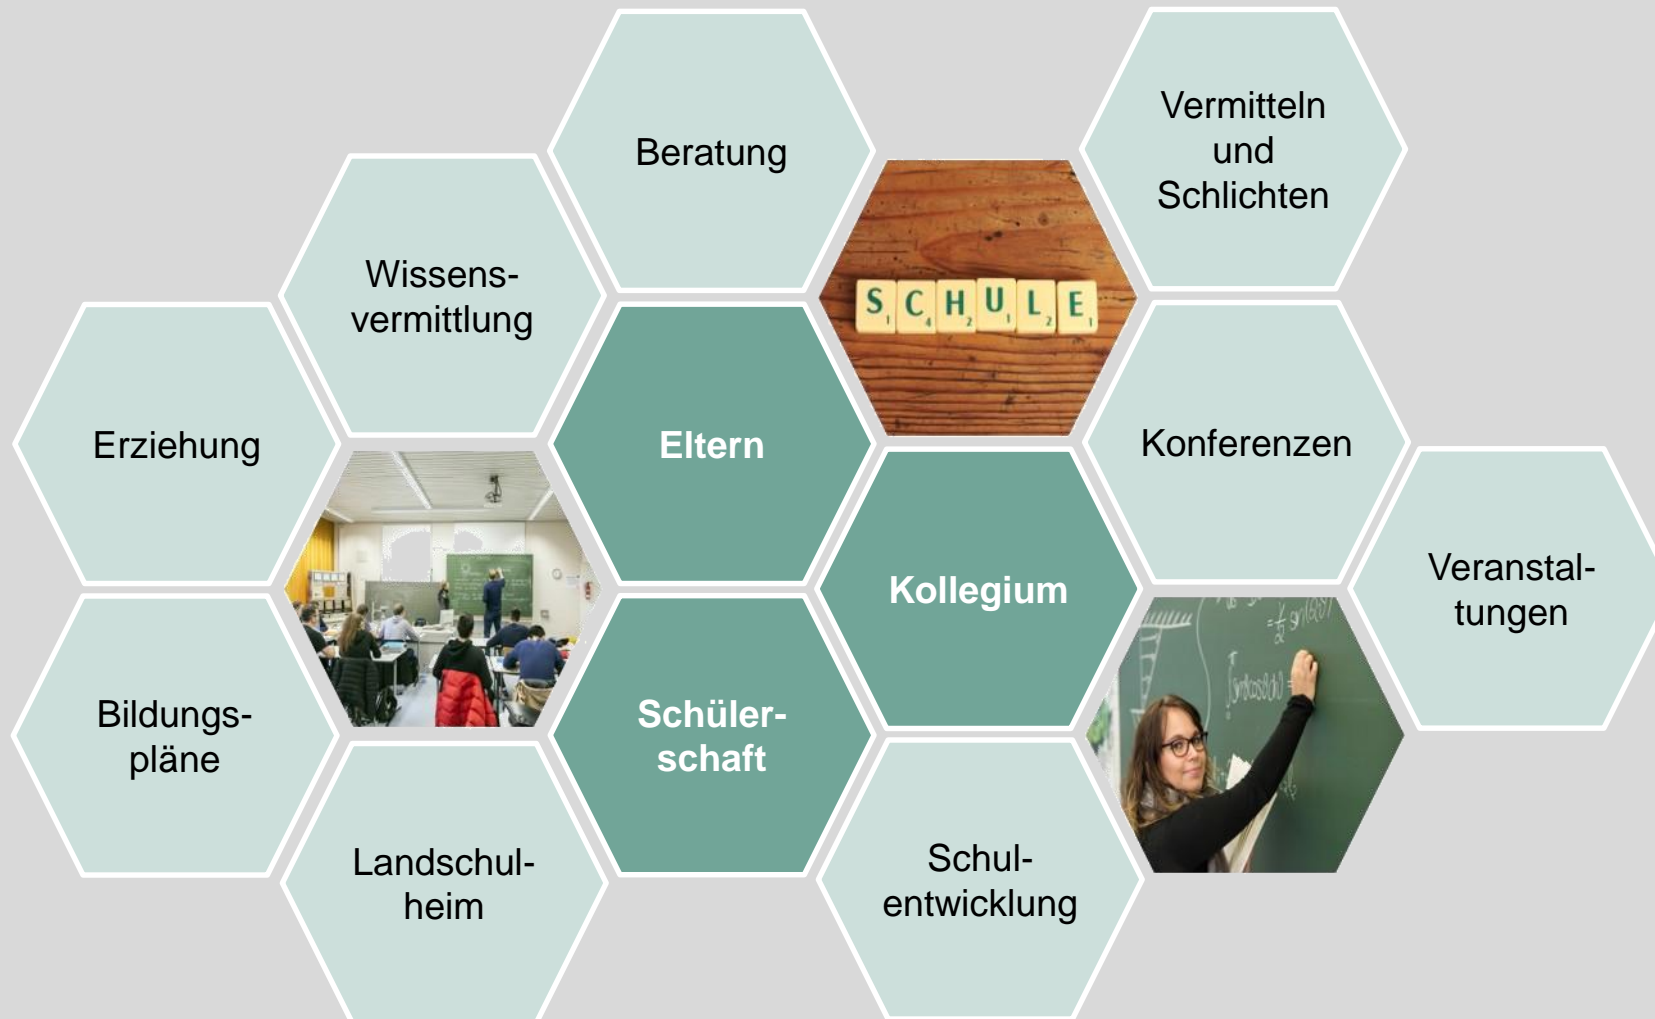 Beratung
Vermitteln
und
Schlichten
Wissens-
vermittlung
SCHULE
Erziehung
Eltern
Konferenzen
Kollegium
Veranstal-
tungen
Bildungs-
pläne
Schüler-
schaft
Landschul-
heim
Schul-
entwicklung